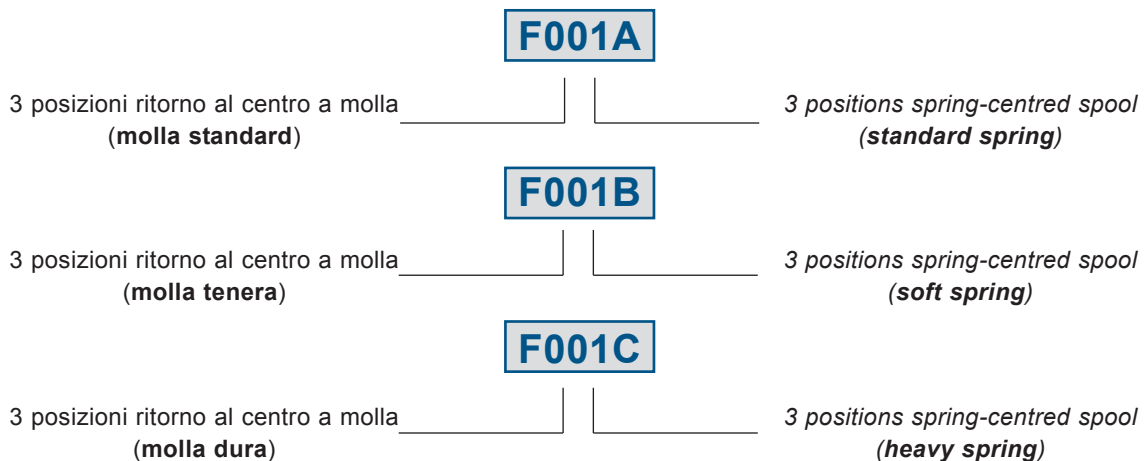 F001A
3 posizioni ritorno al centro a molla
(molla standard)
3 positions spring-centred spool
(standard spring)
F001B
3 posizioni ritorno al centro a molla
(molla tenera)
3 positions spring-centred spool
(soft spring)
F001C
3 posizioni ritorno al centro a molla
(molla dura)
3 positions spring-centred spool
(heavy spring)